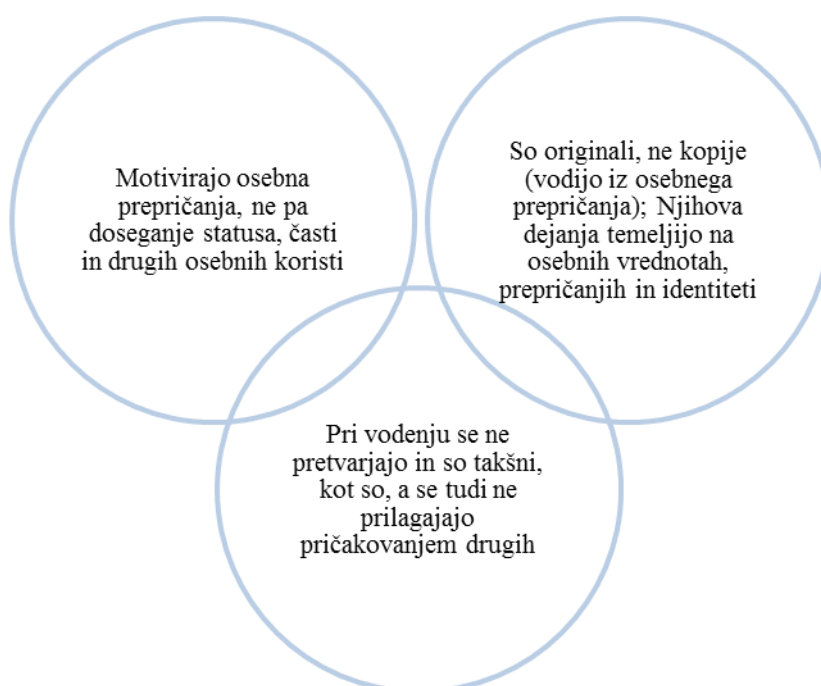 Motivirajo osebna
prepričanja, ne pa
doseganje statusa, časti
in drugih osebnih koristi
So originali, ne kopije
(vodijo iz osebnega
prepričanja); Njihova
dejanja temeljijo na
osebnih vrednotah,
prepričanjih in identiteti
Pri vodenju se ne
pretvarjajo in so takšni,
kot so, a se tudi ne
prilagajajo
pričakovanjem drugih